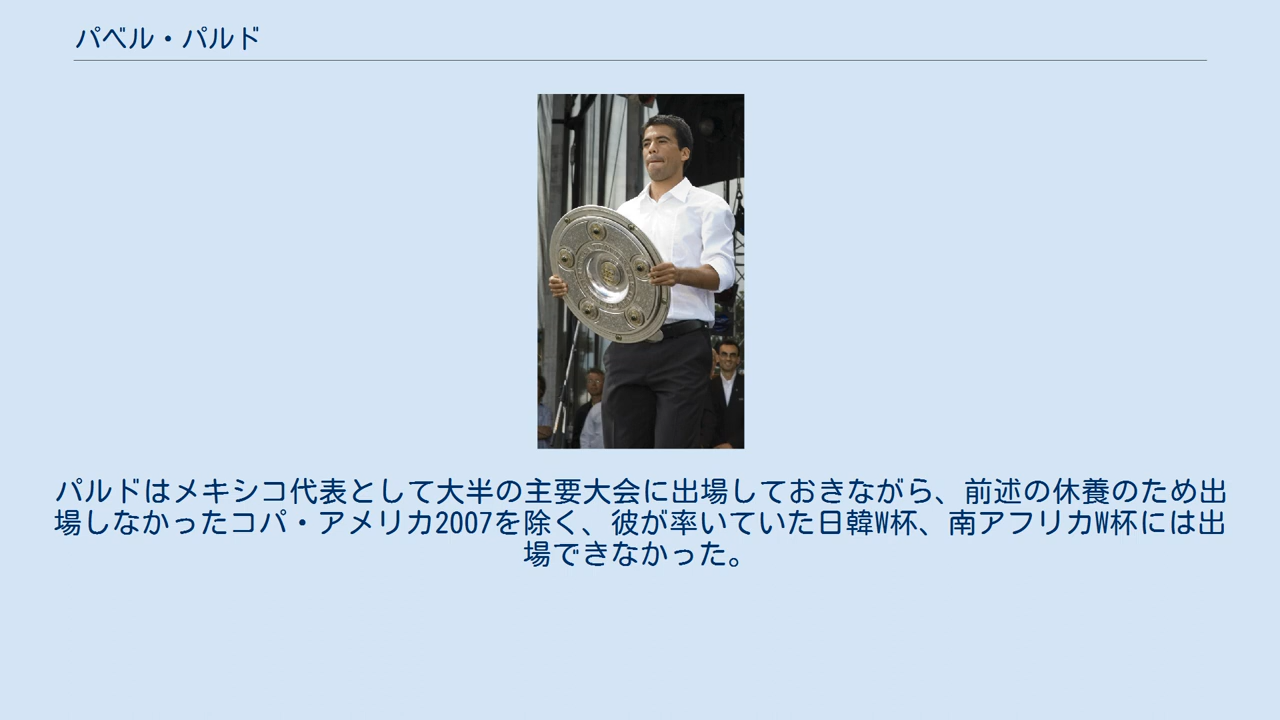 パベル・パルド
パルドはメキシコ代表として大半の主要大会に出場しておきながら、前述の休養のため出
場しなかったコパ・アメリカ2007を除く、彼が率いていた日韓W杯、南アフリカW杯には出
場できなかった。